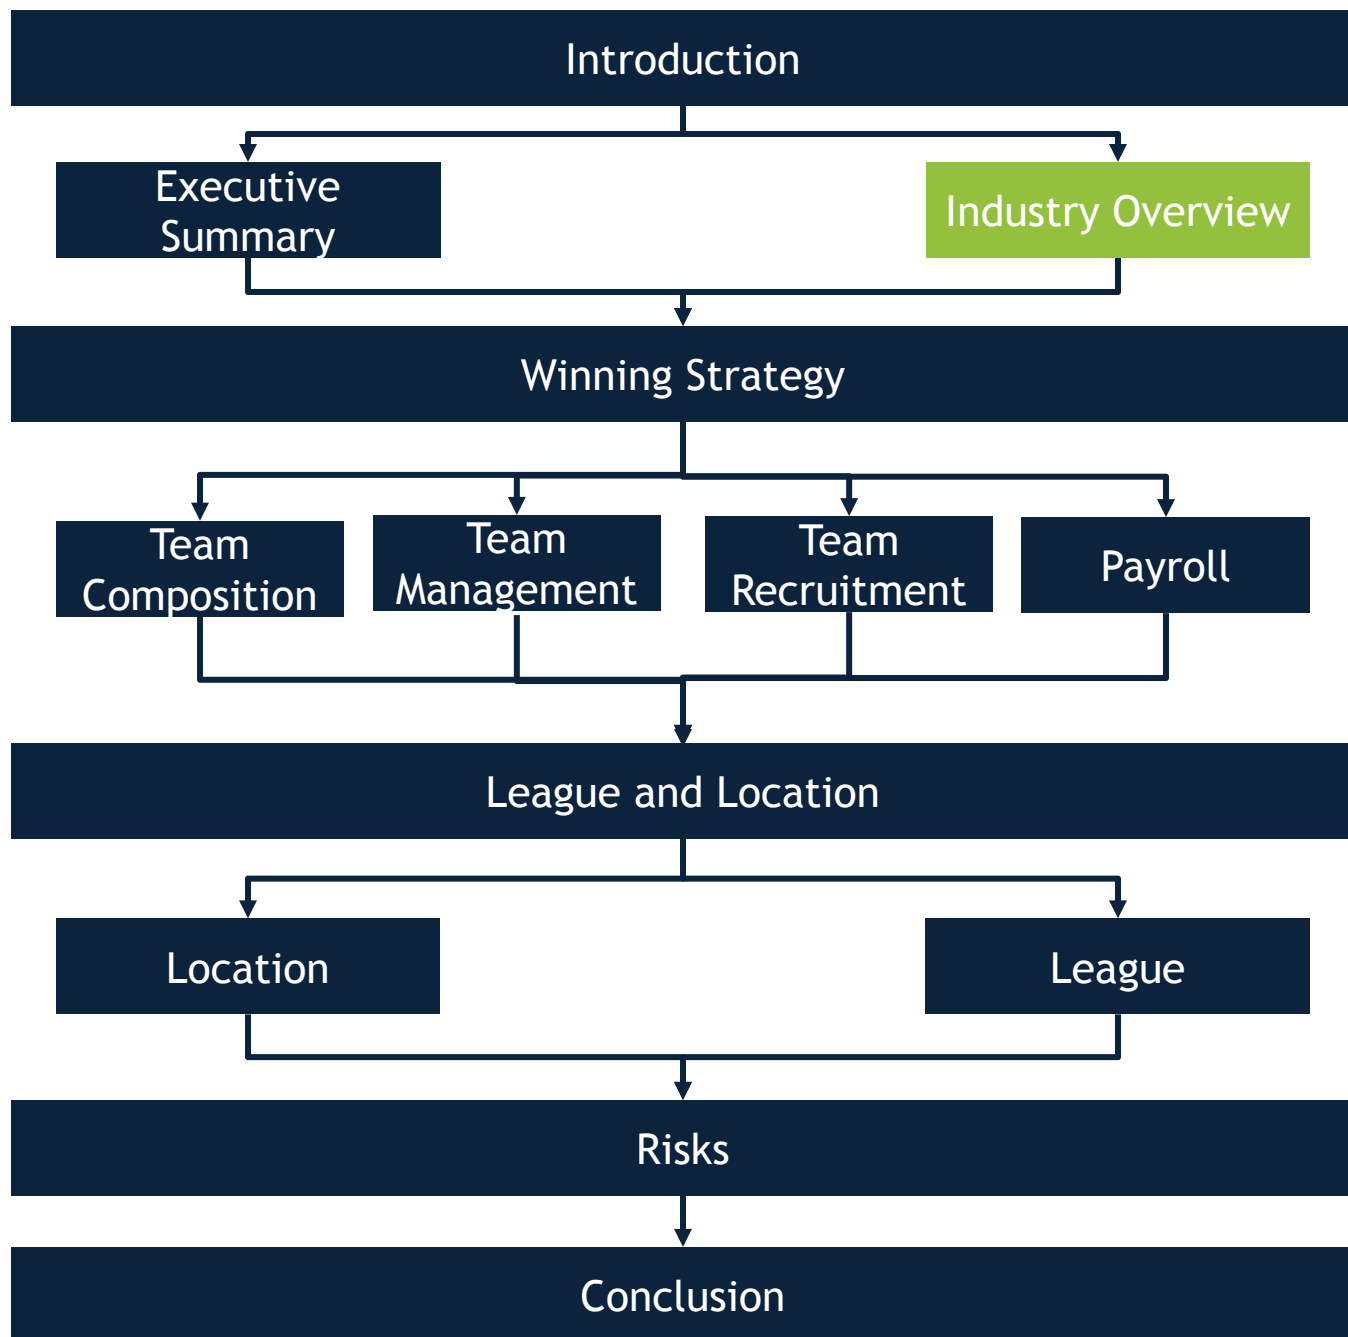 Introduction
Executive
Summary
Industry Overview
Winning Strategy
Team
Composition
Team
Management
Team
Recruitment
Payroll
League and Location
Location
League
Risks
Conclusion